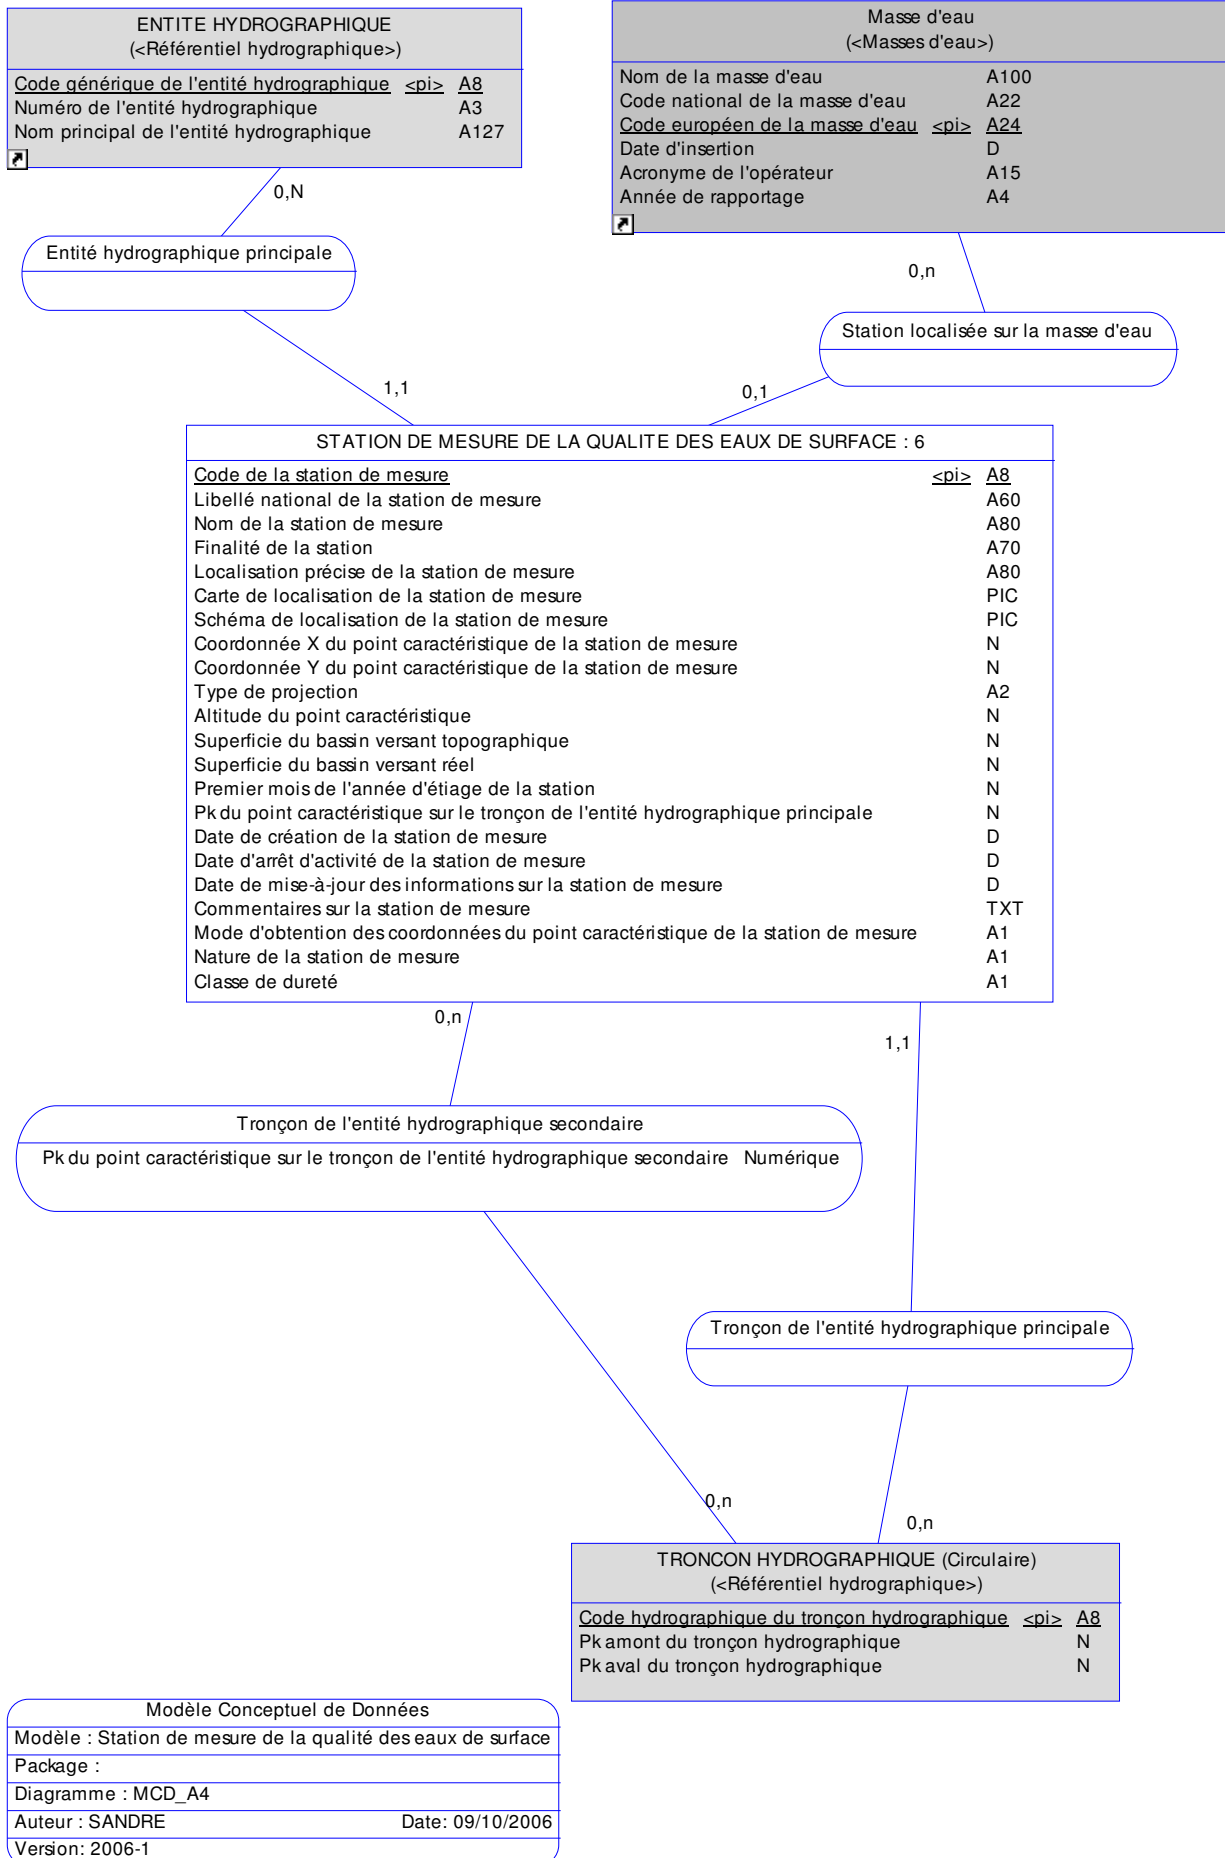 ENTITE HYDROGRAPHIQUE
(<Référentiel hydrographique>)
Code générique de l'entité hydrographique <pi> A8
Numéro de l'entité hydrographique A3
Nom principal de l'entité hydrographique A127
Masse d'eau
(<Masses d'eau>)
Nom de la masse d'eau A100
Code national de la masse d'eau A22
Code européen de la masse d'eau <pi> A24
Date d'insertion D
Acronyme de l'opérateur A15
Année de rapportage A4
0,N
Entité hydrographique principale
0,n
Station localisée sur la masse d'eau
1,1
0,1
STATION DE MESURE DE LA QUALITE DES EAUX DE SURFACE : 6
Code de la station de mesure <pi> A8
Libellé national de la station de mesure A60
Nom de la station de mesure A80
Finalité de la station A70
Localisation précise de la station de mesure A80
Carte de localisation de la station de mesure PIC
Schéma de localisation de la station de mesure PIC
Coordonnée X du point caractéristique de la station de mesure N
Coordonnée Y du point caractéristique de la station de mesure N
Type de projection A2
Altitude du point caractéristique N
Superficie du bassin versant topographique N
Superficie du bassin versant réel N
Premier mois de l'année d'étiage de la station N
Pk du point caractéristique sur le tronçon de l'entité hydrographique principale N
Date de création de la station de mesure D
Date d'arrêt d'activité de la station de mesure D
Date de mise-à-jour des informations sur la station de mesure D
Commentaires sur la station de mesure TXT
Mode d'obtention des coordonnées du point caractéristique de la station de mesure A1
Nature de la station de mesure A1
Classe de dureté A1
0,n
1,1
Tronçon de l'entité hydrographique secondaire
Pk du point caractéristique sur le tronçon de l'entité hydrographique secondaire Numérique
Tronçon de l'entité hydrographique principale
0,n
0,n
TRONCON HYDROGRAPHIQUE (Circulaire)
(<Référentiel hydrographique>)
Code hydrographique du tronçon hydrographique <pi> A8
Pk amont du tronçon hydrographique N
Pk aval du tronçon hydrographique N
Modèle Conceptuel de Données
Modèle : Station de mesure de la qualité des eaux de surface
Package :
Diagramme : MCD_A4
Auteur : SANDRE Date: 09/10/2006
Version: 2006-1